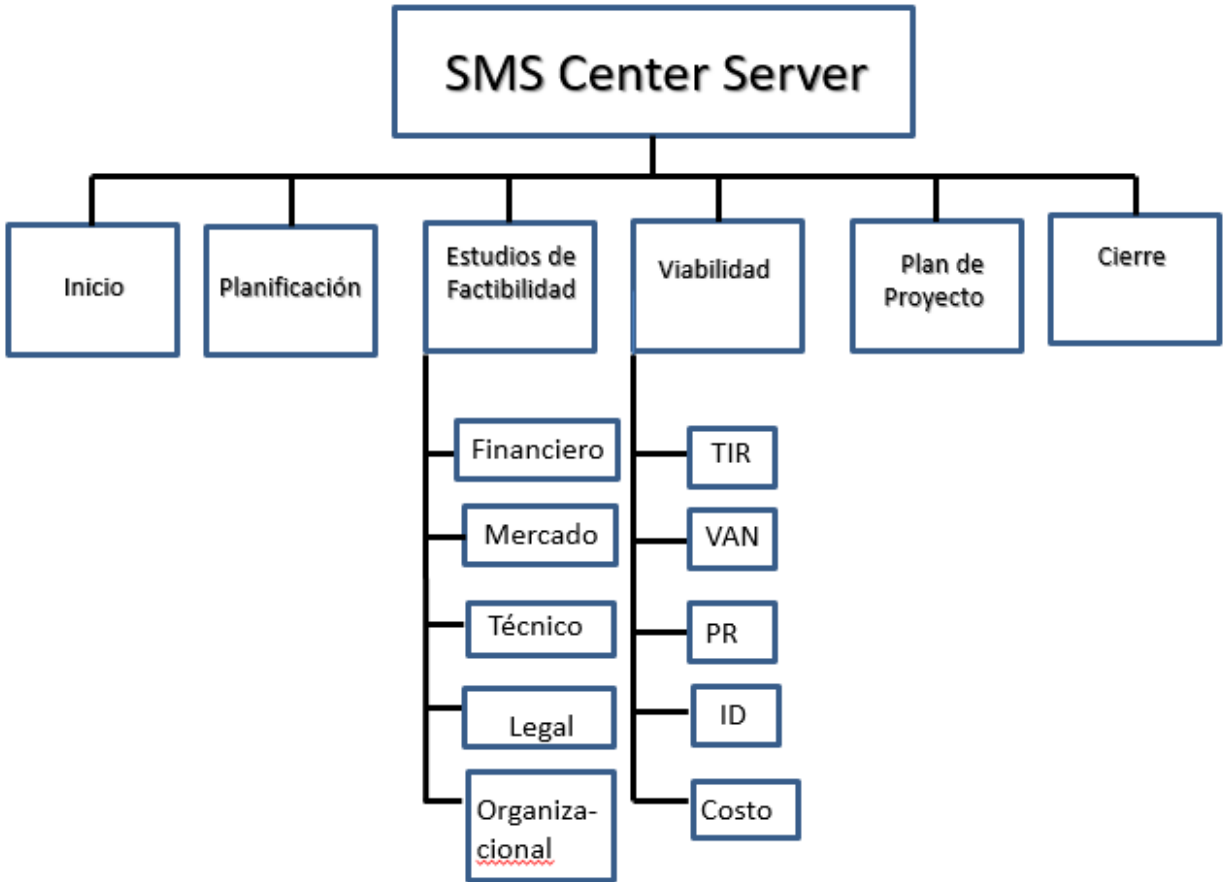 SMS Center Server
Inicio
Planificación
Estudios de
Factibilidad
Viabilidad
Plan de
Proyecto
Cierre
Financiero
Mercado
Técnico
Legal
Organiza-
cional
TIR
VAN
PR
ID
Costo